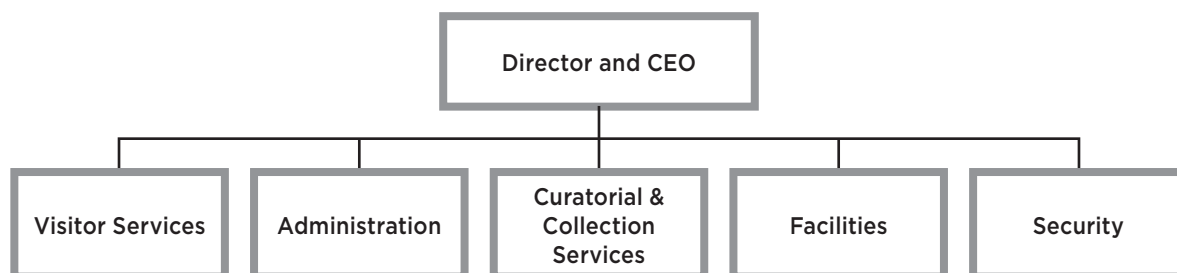 Director and CEO
Visitor Services
Administration
Curatorial &
Collection
Services
Facilities
Security